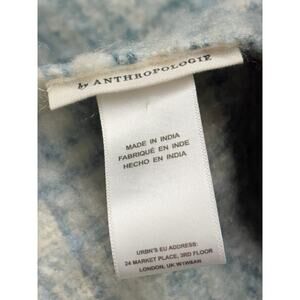 by ANTHROPOLOGIE
MADE IN INDIA
FABRIQUÉ EN INDE
HECHO EN INDIA
URBN'S EU ADDRESS:
24 MARKET PLACE, 3RD FLOOR
LONDON, UK W1W8AN